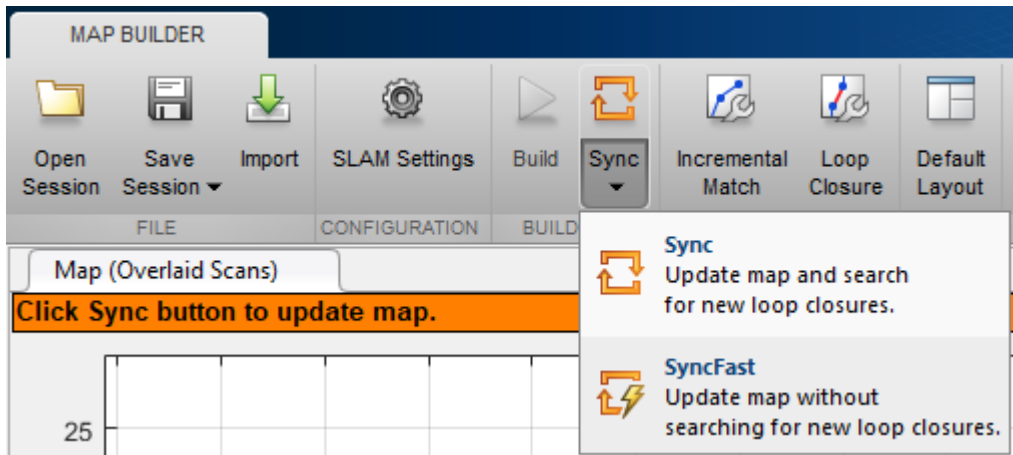 MAP BUILDER
Open Session
Save Session
Import
SLAM Settings
Build
Sync
Incremental Match
Loop Closure
Default Layout
FILE
CONFIGURATION
BUILD
Map (Overlaid Scans)
Click Sync button to update map.
25
Sync
Update map and search
for new loop closures.
SyncFast
Update map without
searching for new loop closures.